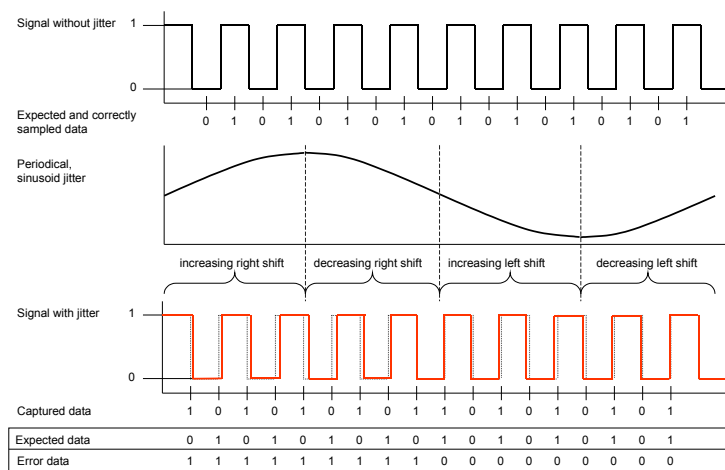 Signal without jitter
1
0
Expected and correctly
sampled data
0 1 0 1 0 1 0 1 0 1 0 1 0 1 0 1 0 1
Periodical,
sinusoid jitter
increasing right shift decreasing right shift increasing left shift decreasing left shift
Signal with jitter
1
0
Captured data 1 0 1 0 1 0 1 0 1 1 0 1 0 1 0 1 0 1
Expected data 0 1 0 1 0 1 0 1 0 1 0 1 0 1 0 1 0 1
Error data 1 1 1 1 1 1 1 1 1 0 0 0 0 0 0 0 0 0